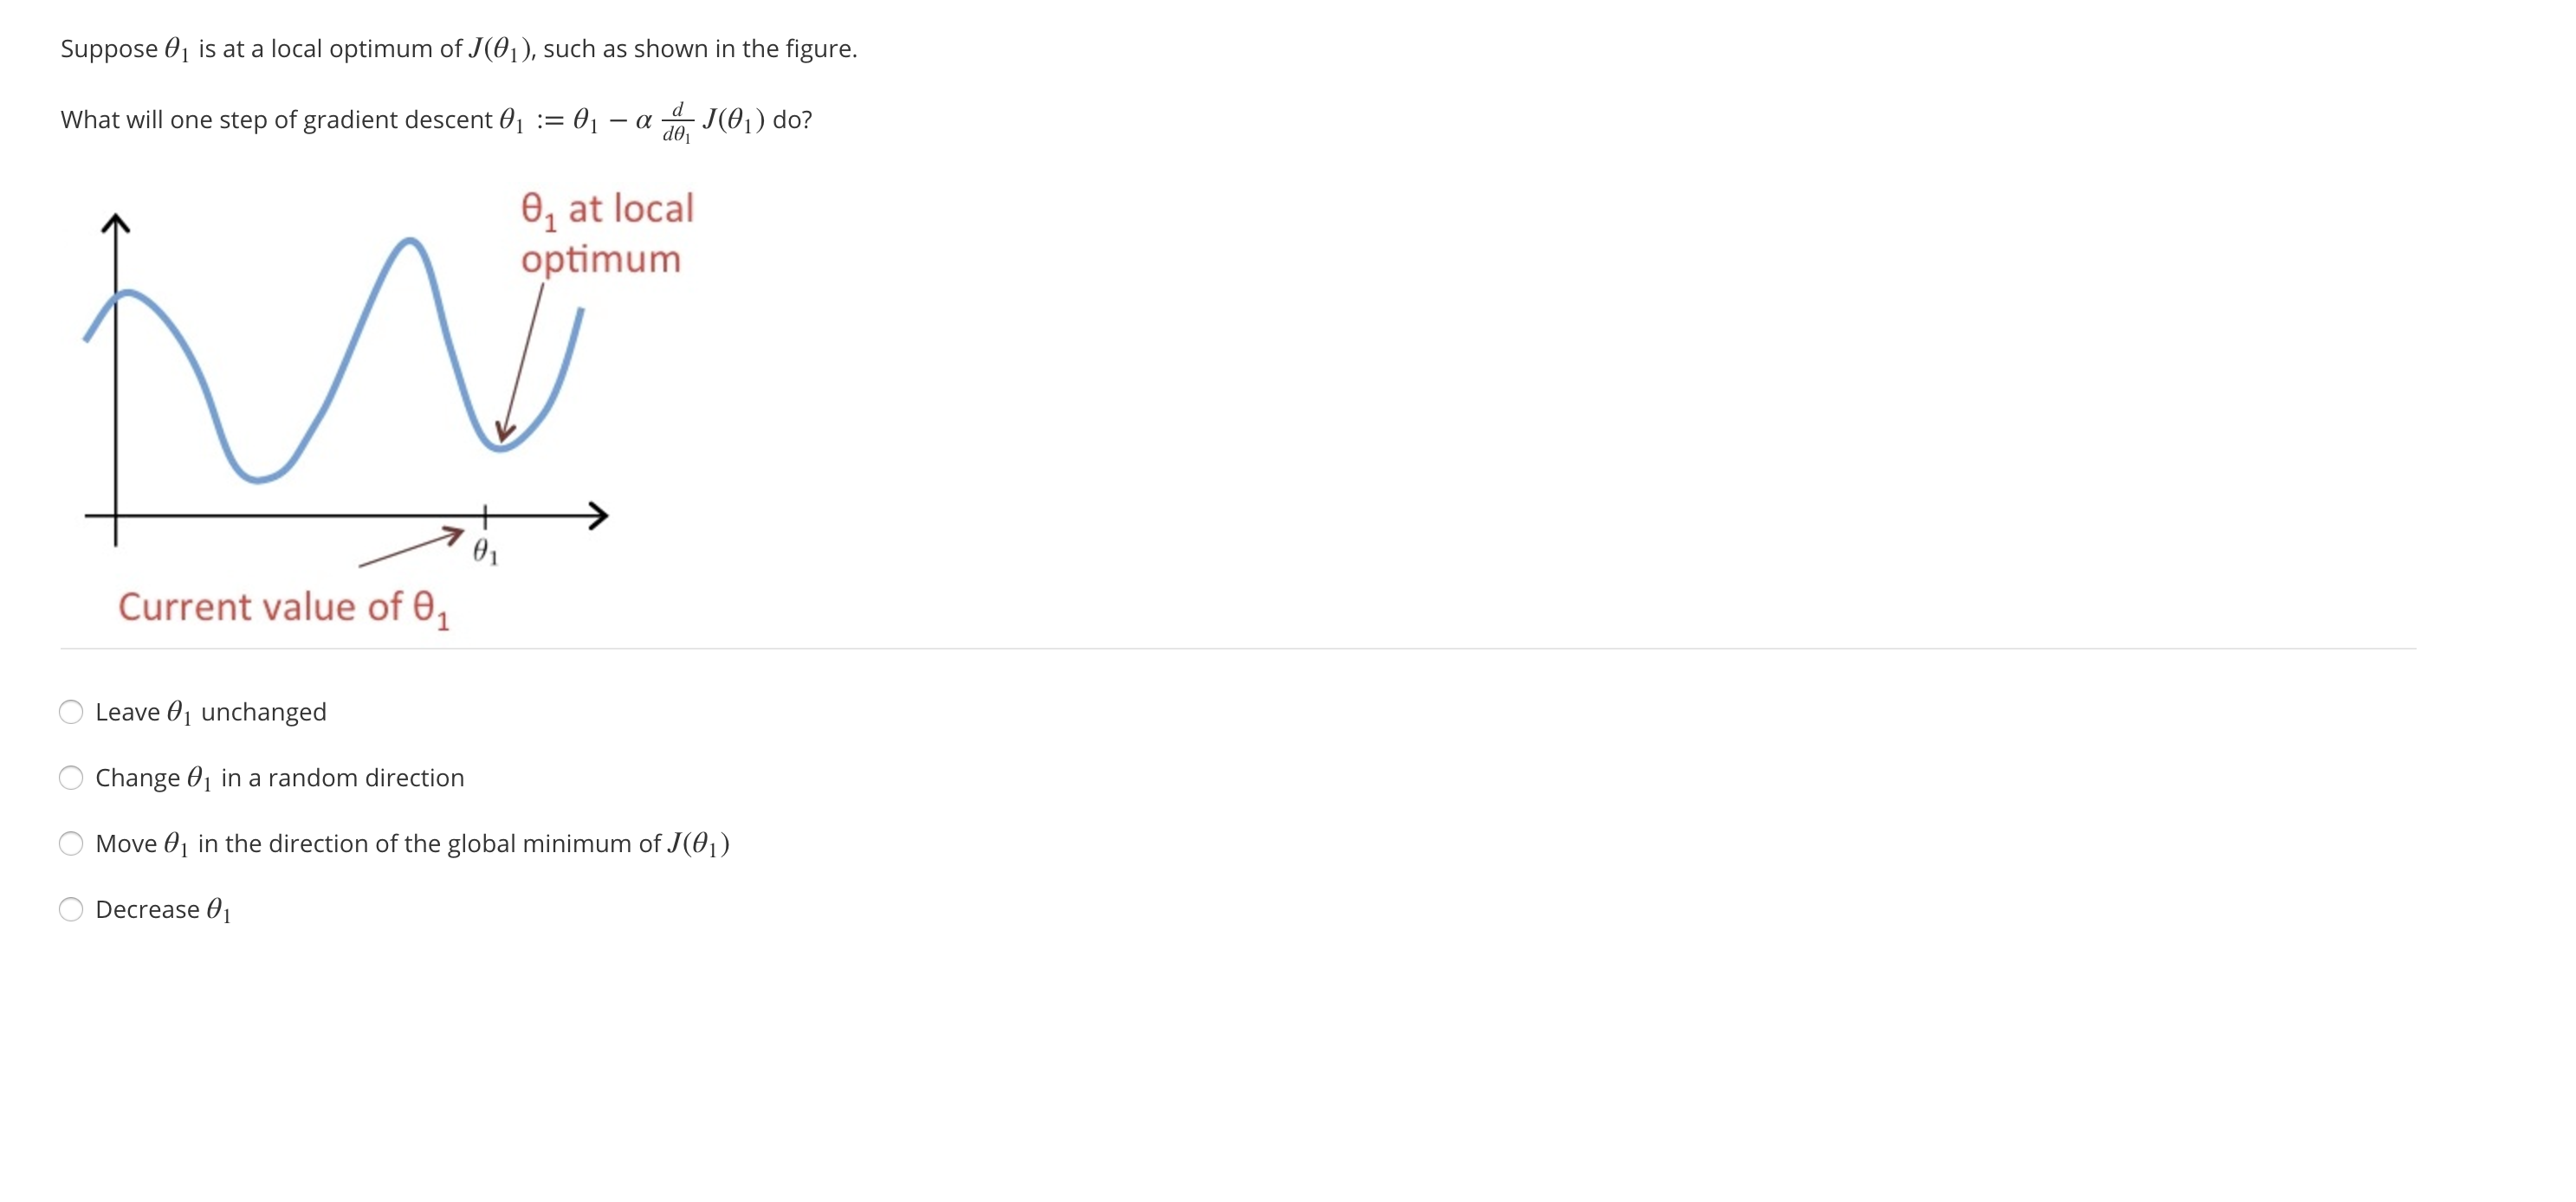 Suppose θ₁ is at a local optimum of J(θ₁), such as shown in the figure.
What will one step of gradient descent θ₁ := θ₁ − α d/dθ₁ J(θ₁) do?
θ₁ at local
optimum
θ₁
Current value of θ₁
Leave θ₁ unchanged
Change θ₁ in a random direction
Move θ₁ in the direction of the global minimum of J(θ₁)
Decrease θ₁